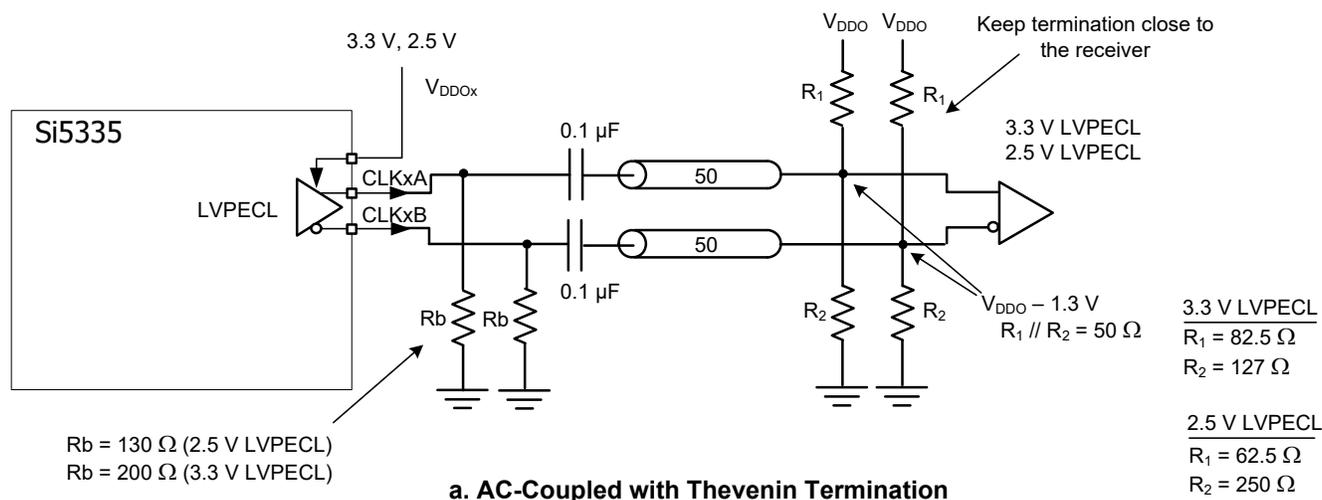 3.3 V, 2.5 V
VDDOx
Si5335
LVPECL
CLKxA
CLKxB
0.1 µF
50
0.1 µF
50
Rb
Rb
Rb = 130 Ω (2.5 V LVPECL)
Rb = 200 Ω (3.3 V LVPECL)
VDDO
VDDO
R1
R1
Keep termination close to
the receiver
3.3 V LVPECL
2.5 V LVPECL
R2
R2
VDDO – 1.3 V
R1 // R2 = 50 Ω
3.3 V LVPECL
R1 = 82.5 Ω
R2 = 127 Ω
2.5 V LVPECL
R1 = 62.5 Ω
R2 = 250 Ω
a. AC-Coupled with Thevenin Termination